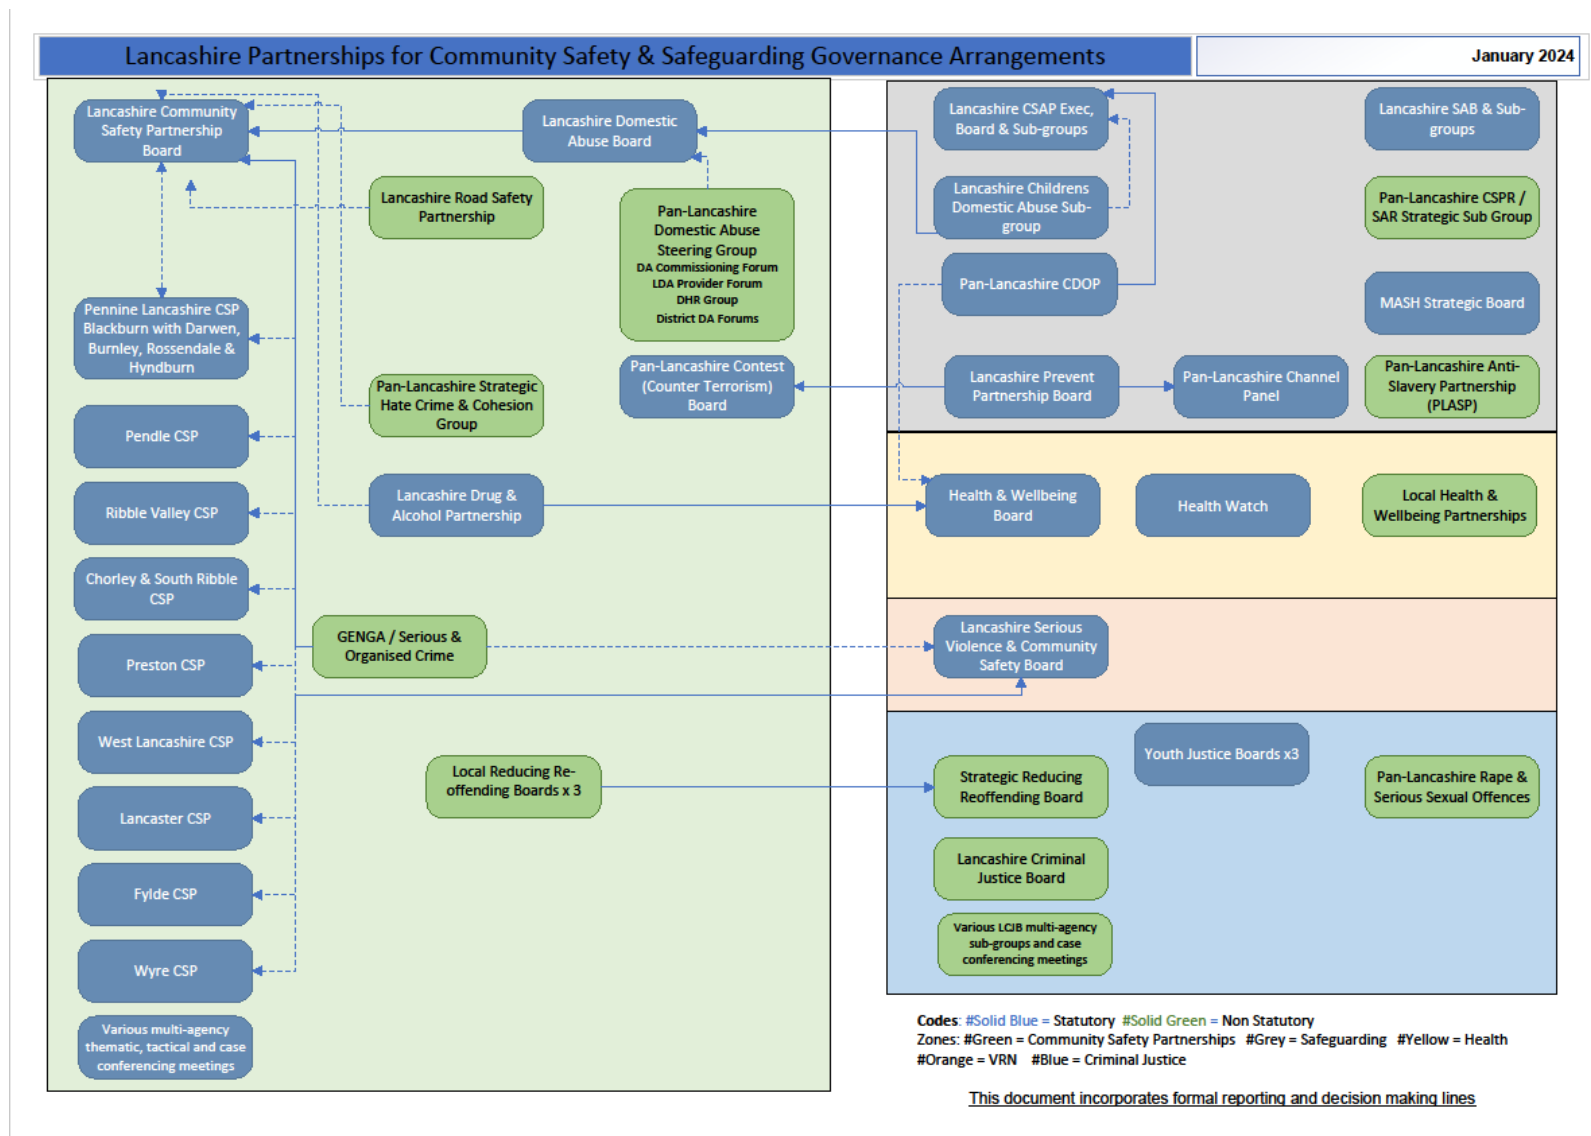 Lancashire Partnerships for Community Safety & Safeguarding Governance Arrangements
January 2024
Lancashire Community
Safety Partnership
Board
Lancashire Domestic
Abuse Board
Lancashire Road Safety
Partnership
Pan-Lancashire
Domestic Abuse
Steering Group
DA Commissioning Forum
LDA Provider Forum
DHR Group
District DA Forums
Pennine Lancashire CSP
Blackburn with Darwen,
Burnley, Rossendale &
Hyndburn
Pan-Lancashire Strategic
Hate Crime & Cohesion
Group
Pan-Lancashire Contest
(Counter Terrorism)
Board
Pendle CSP
Ribble Valley CSP
Lancashire Drug &
Alcohol Partnership
Chorley & South Ribble
CSP
GENGA / Serious &
Organised Crime
Preston CSP
West Lancashire CSP
Local Reducing Re-
offending Boards x 3
Lancaster CSP
Fylde CSP
Wyre CSP
Various multi-agency
thematic, tactical and case
conferencing meetings
Lancashire CSAP Exec,
Board & Sub-groups
Lancashire SAB & Sub-
groups
Lancashire Childrens
Domestic Abuse Sub-
group
Pan-Lancashire CSPR /
SAR Strategic Sub Group
Pan-Lancashire CDOP
MASH Strategic Board
Lancashire Prevent
Partnership Board
Pan-Lancashire Channel
Panel
Pan-Lancashire Anti-
Slavery Partnership
(PLASP)
Health & Wellbeing
Board
Health Watch
Local Health &
Wellbeing Partnerships
Lancashire Serious
Violence & Community
Safety Board
Youth Justice Boards x3
Strategic Reducing
Reoffending Board
Pan-Lancashire Rape &
Serious Sexual Offences
Lancashire Criminal
Justice Board
Various LCJB multi-agency
sub-groups and case
conferencing meetings
Codes: #Solid Blue = Statutory #Solid Green = Non Statutory
Zones: #Green = Community Safety Partnerships #Grey = Safeguarding #Yellow = Health
#Orange = VRN #Blue = Criminal Justice
This document incorporates formal reporting and decision making lines